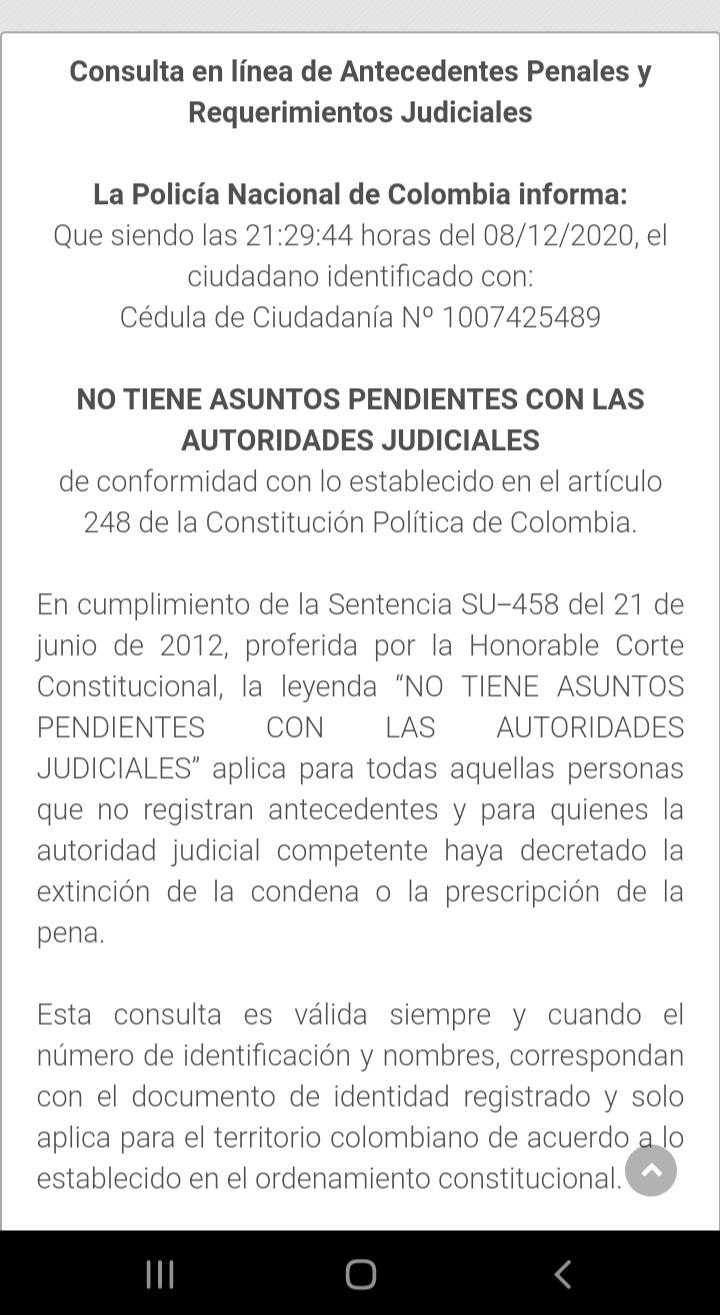 Consulta en línea de Antecedentes Penales y
Requerimientos Judiciales
La Policía Nacional de Colombia informa:
Que siendo las 21:29:44 horas del 08/12/2020, el
ciudadano identificado con:
Cédula de Ciudadanía Nº 1007425489
NO TIENE ASUNTOS PENDIENTES CON LAS
AUTORIDADES JUDICIALES
de conformidad con lo establecido en el artículo
248 de la Constitución Política de Colombia.
En cumplimiento de la Sentencia SU-458 del 21 de
junio de 2012, proferida por la Honorable Corte
Constitucional, la leyenda “NO TIENE ASUNTOS
PENDIENTES CON LAS AUTORIDADES
JUDICIALES” aplica para todas aquellas personas
que no registran antecedentes y para quienes la
autoridad judicial competente haya decretado la
extinción de la condena o la prescripción de la
pena.
Esta consulta es válida siempre y cuando el
número de identificación y nombres, correspondan
con el documento de identidad registrado y solo
aplica para el territorio colombiano de acuerdo a lo
establecido en el ordenamiento constitucional.